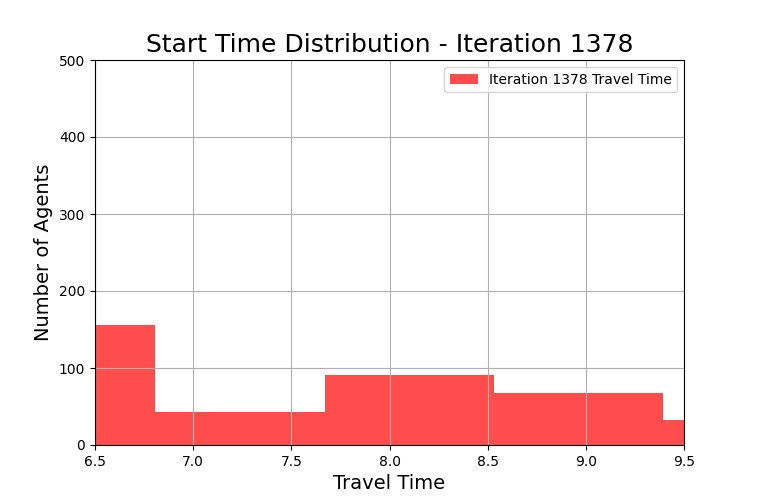 Start Time Distribution - Iteration 1378
500
Iteration 1378 Travel Time
400
300
200
100
0
Number of Agents
6.5 7.0 7.5 8.0 8.5 9.0 9.5
Travel Time